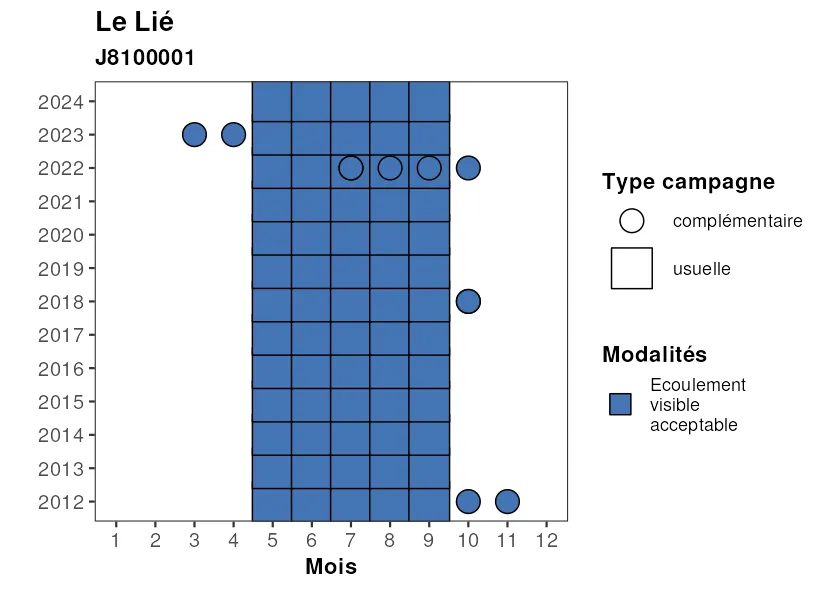 Le Lié
J8100001
2024
2023
2022
2021
2020
2019
2018
2017
2016
2015
2014
2013
2012
1 2 3 4 5 6 7 8 9 10 11 12
Mois
Type campagne
complémentaire
usuelle
Modalités
Ecoulement
visible
acceptable